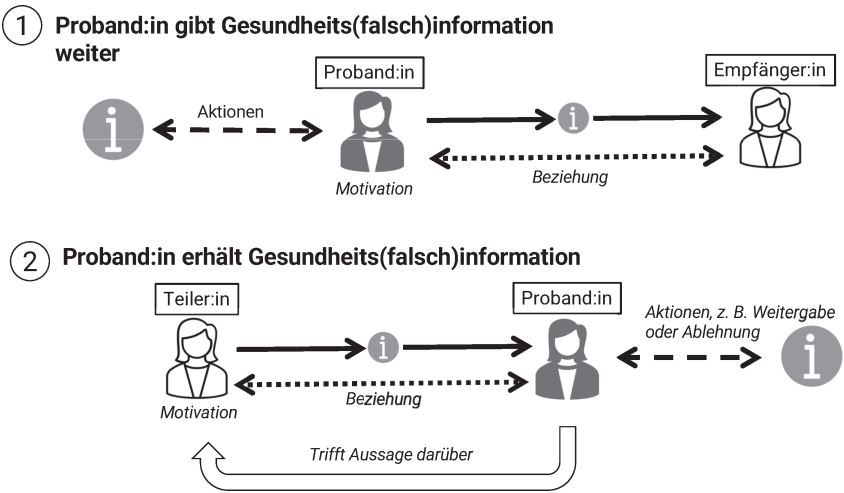 1 Proband:in gibt Gesundheits(falsch)information
weiter
Proband:in
Empfänger:in
i
Aktionen
i
Motivation
Beziehung
2 Proband:in erhält Gesundheits(falsch)information
Teiler:in
Proband:in
Aktionen, z. B. Weitergabe
oder Ablehnung
i
i
Beziehung
Motivation
Trifft Aussage darüber